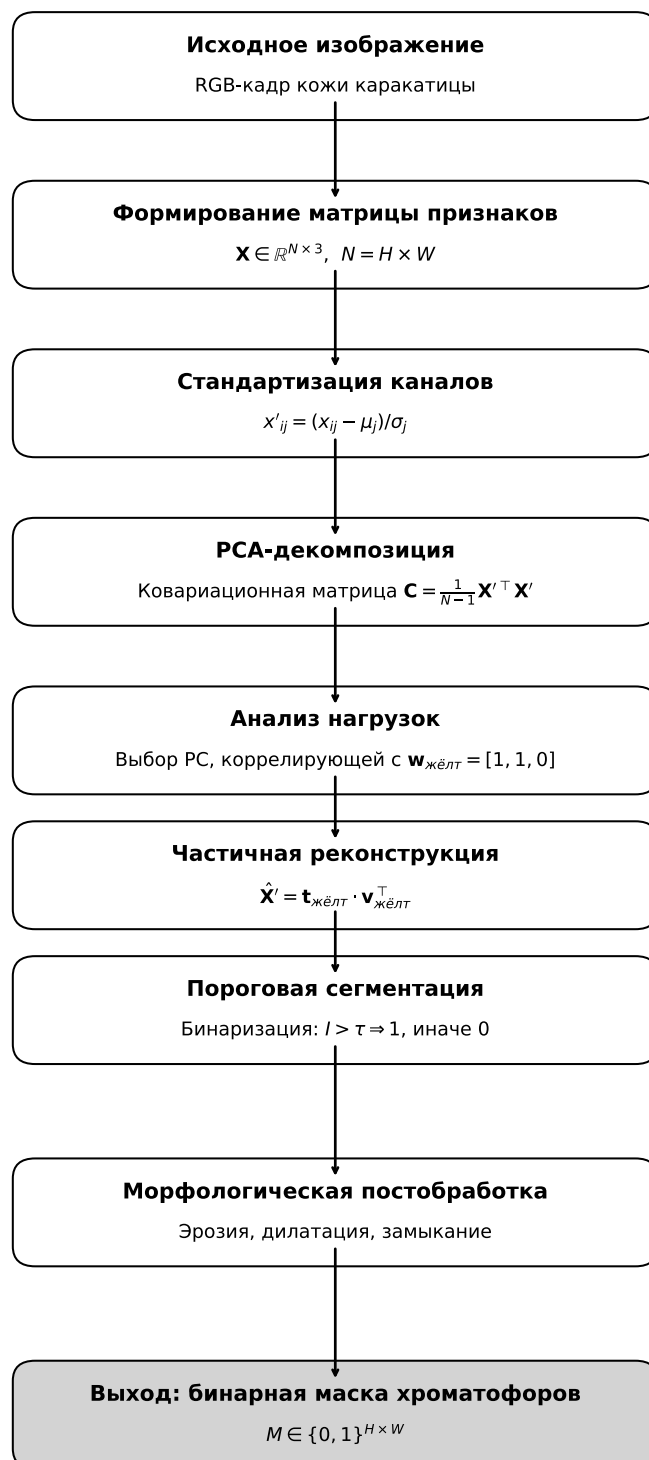 Исходное изображение
RGB-кадр кожи каракатицы
Формирование матрицы признаков
𝐗 ∈ ℝ^{N×3}, N = H × W
Стандартизация каналов
x′_{ij} = (x_{ij} − μ_j)/σ_j
PCA-декомпозиция
Ковариационная матрица 𝐂 = \frac{1}{N−1} 𝐗′^⊤ 𝐗′
Анализ нагрузок
Выбор PC, коррелирующей с 𝐰_{жёлт} = [1, 1, 0]
Частичная реконструкция
\hat{𝐗}′ = 𝐭_{жёлт} · 𝐯^⊤_{жёлт}
Пороговая сегментация
Бинаризация: I > τ ⇒ 1, иначе 0
Морфологическая постобработка
Эрозия, дилатация, замыкание
Выход: бинарная маска хроматофоров
M ∈ {0, 1}^{H×W}